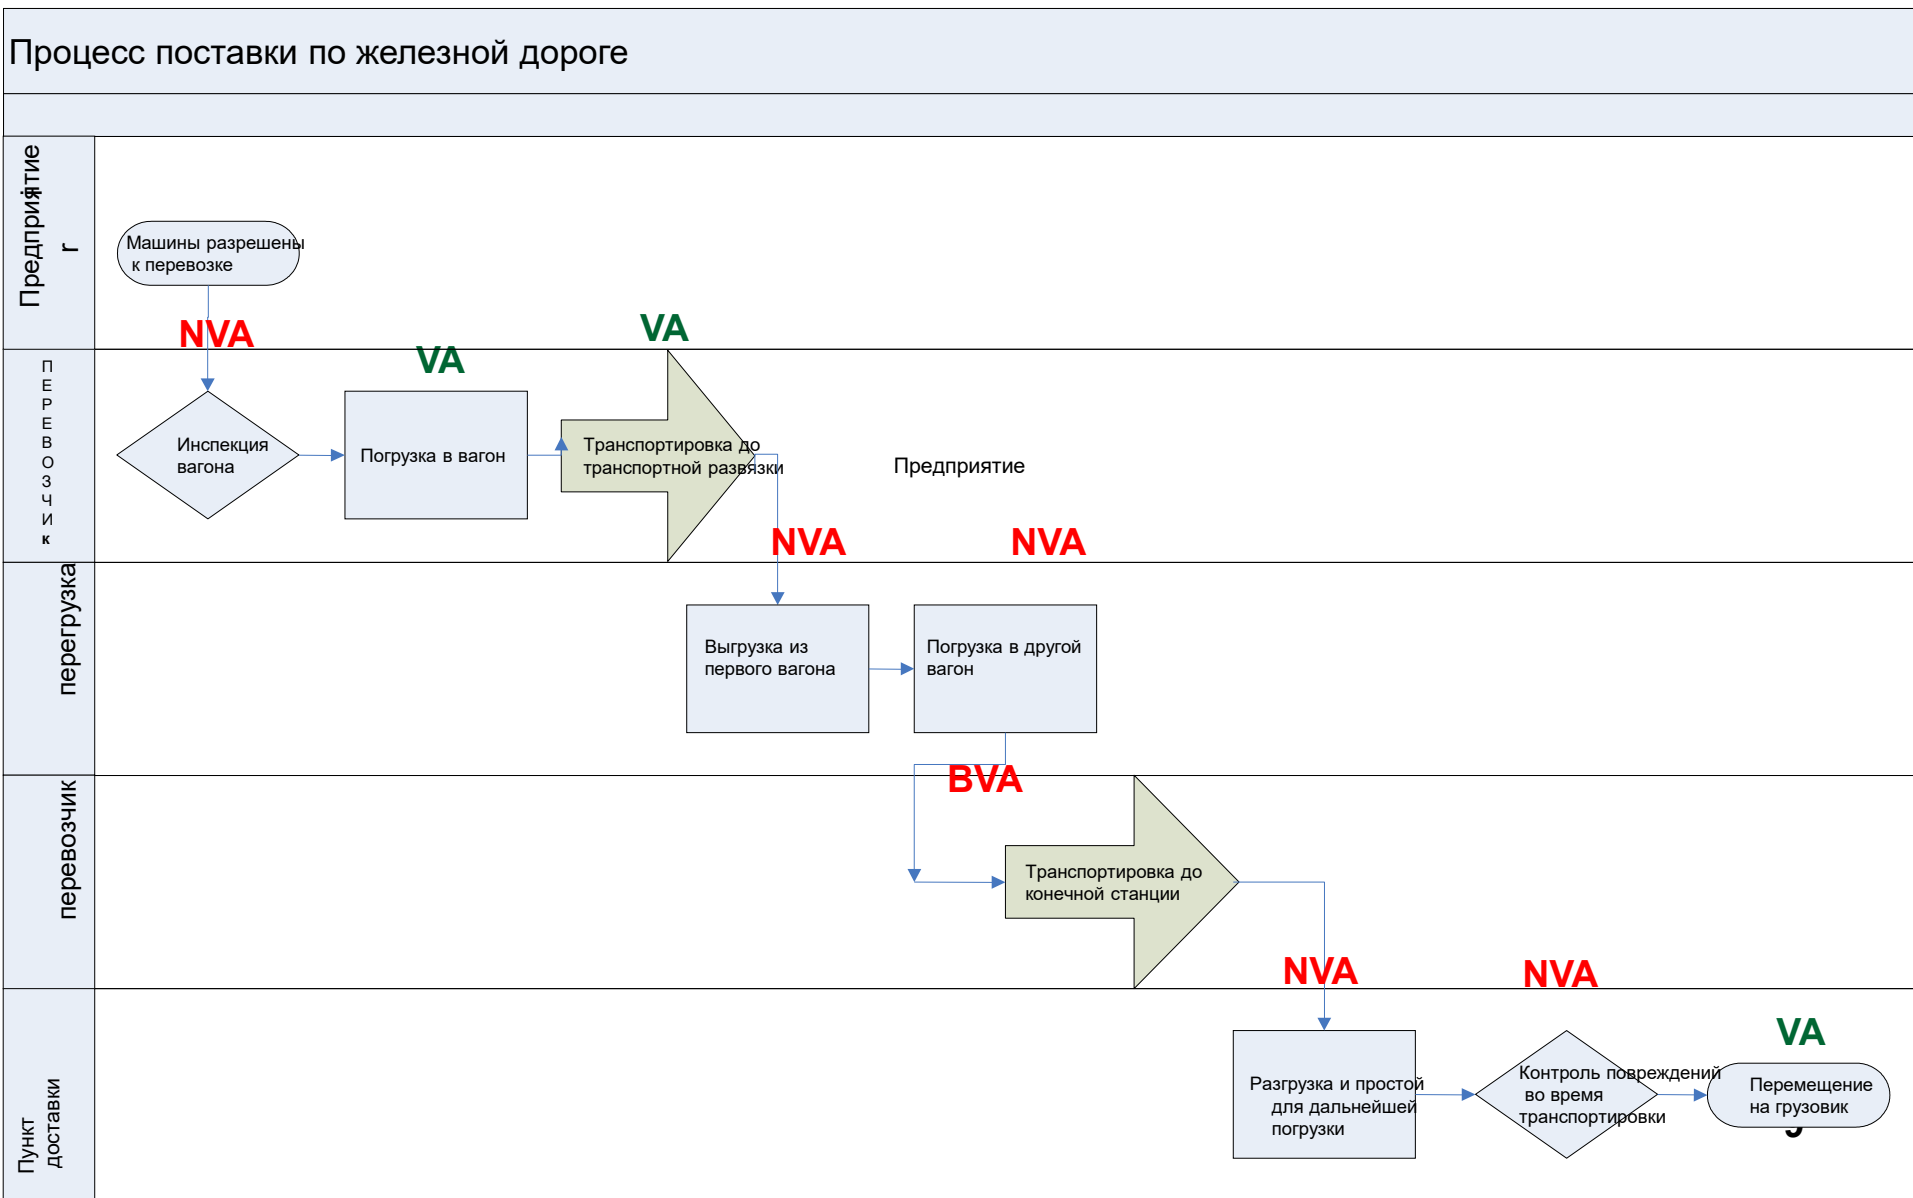 Процесс поставки по железной дороге
Предприятие
r
Машины разрешены
к перевозке
NVA
VA
VA
ПЕРЕВОЗЧИк
Инспекция
вагона
Погрузка в вагон
Транспортировка до
транспортной развязки
Предприятие
NVA
NVA
перегрузка
Выгрузка из
первого вагона
Погрузка в другой
вагон
BVA
перевозчик
Транспортировка до
конечной станции
NVA
NVA
VA
Пункт
доставки
Разгрузка и простой
для дальнейшей
погрузки
Контроль повреждений
во время
транспортировки
Перемещение
на грузовик